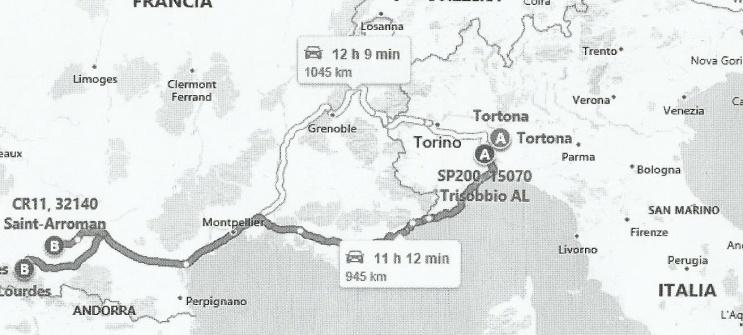 FRANCIA
Losanna
12 h 9 min
1045 km
Trento
Limoges
Clermont
Ferrand
Verona
Venezia
Nova Gori
Grenoble
Torino
Tortona
A Tortona
A
Parma
SP200 15070
Trisobbio AL
Bologna
eaux
CR11, 32140
Saint-Arroman
B
Montpellier
SAN MARINO
Firenze
Livorno
11 h 12 min
945 km
Perugia
es
B
Lourdes
ANDORRA
Perpignano
ITALIA
L'Aq